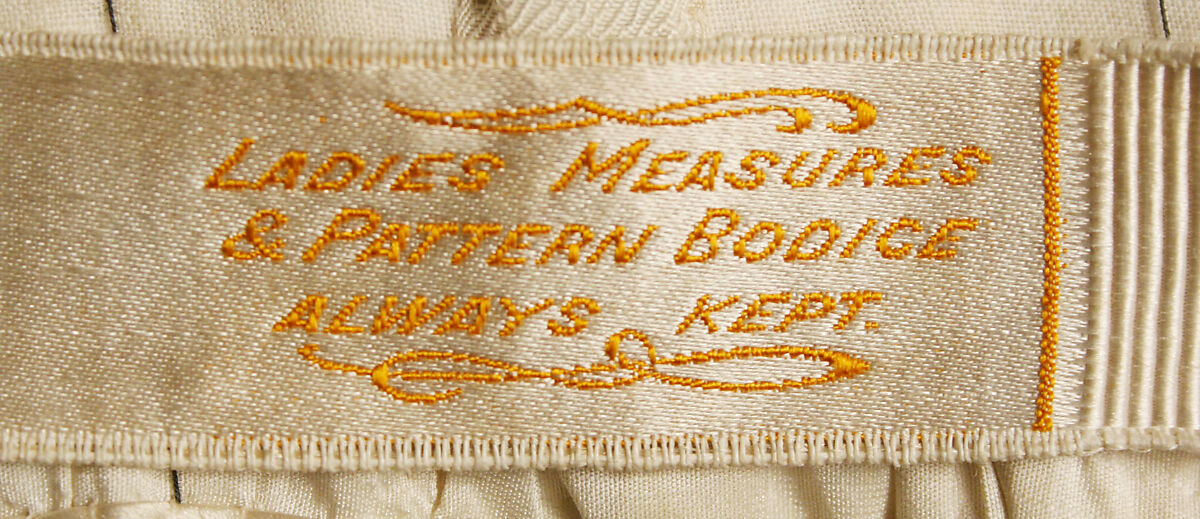 LADIES MEASURES
& PATTERN BODICE
ALWAYS KEPT.